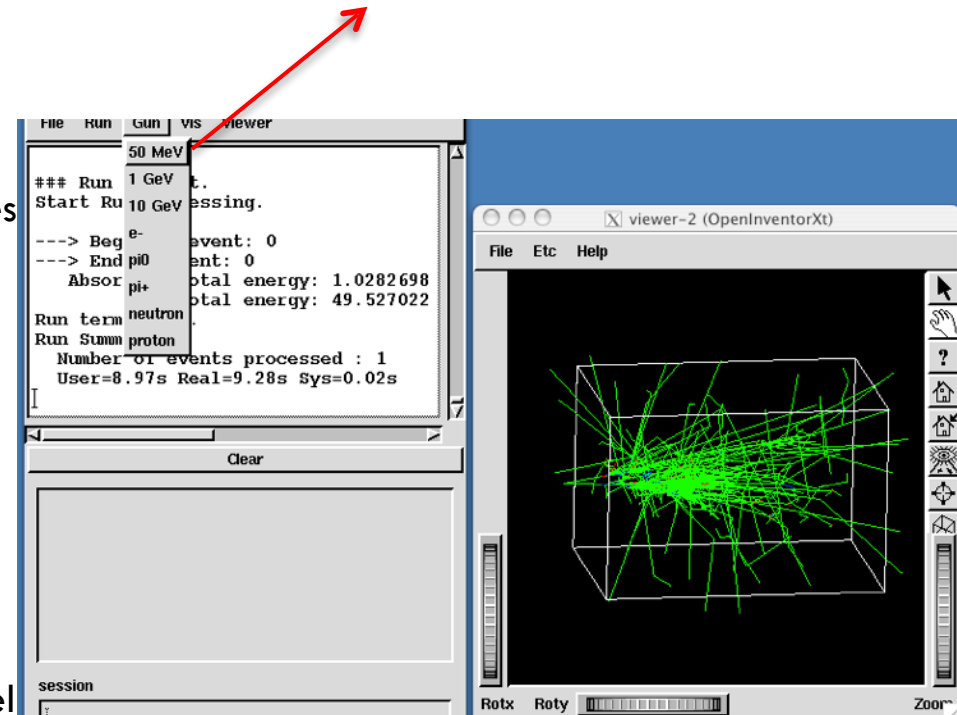 File Run Gun Vis Viewer
50 MeV
1 GeV
10 GeV
e-
pi0
pi+
neutron
proton
### Run t.
Start Ru essing.
---> Beg event: 0
---> End ent: 0
Absor otal energy: 1.0282698
otal energy: 49.527022
Run term .
Run Summ
Number of events processed : 1
User=8.97s Real=9.28s Sys=0.02s
Clear
session
es
el
viewer-2 (OpenInventorXt)
File Etc Help
?
Rotx Roty Zoom